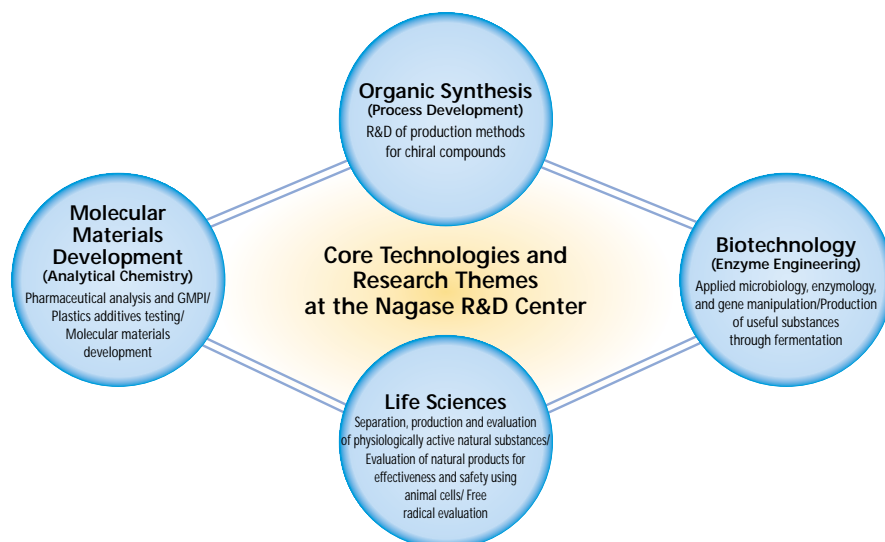 Organic Synthesis
(Process Development)
R&D of production methods
for chiral compounds
Molecular
Materials
Development
(Analytical Chemistry)
Pharmaceutical analysis and GMPI/
Plastics additives testing/
Molecular materials
development
Core Technologies and
Research Themes
at the Nagase R&D Center
Biotechnology
(Enzyme Engineering)
Applied microbiology, enzymology,
and gene manipulation/Production
of useful substances
through fermentation
Life Sciences
Separation, production and evaluation
of physiologically active natural substances/
Evaluation of natural products for
effectiveness and safety using
animal cells/ Free
radical evaluation